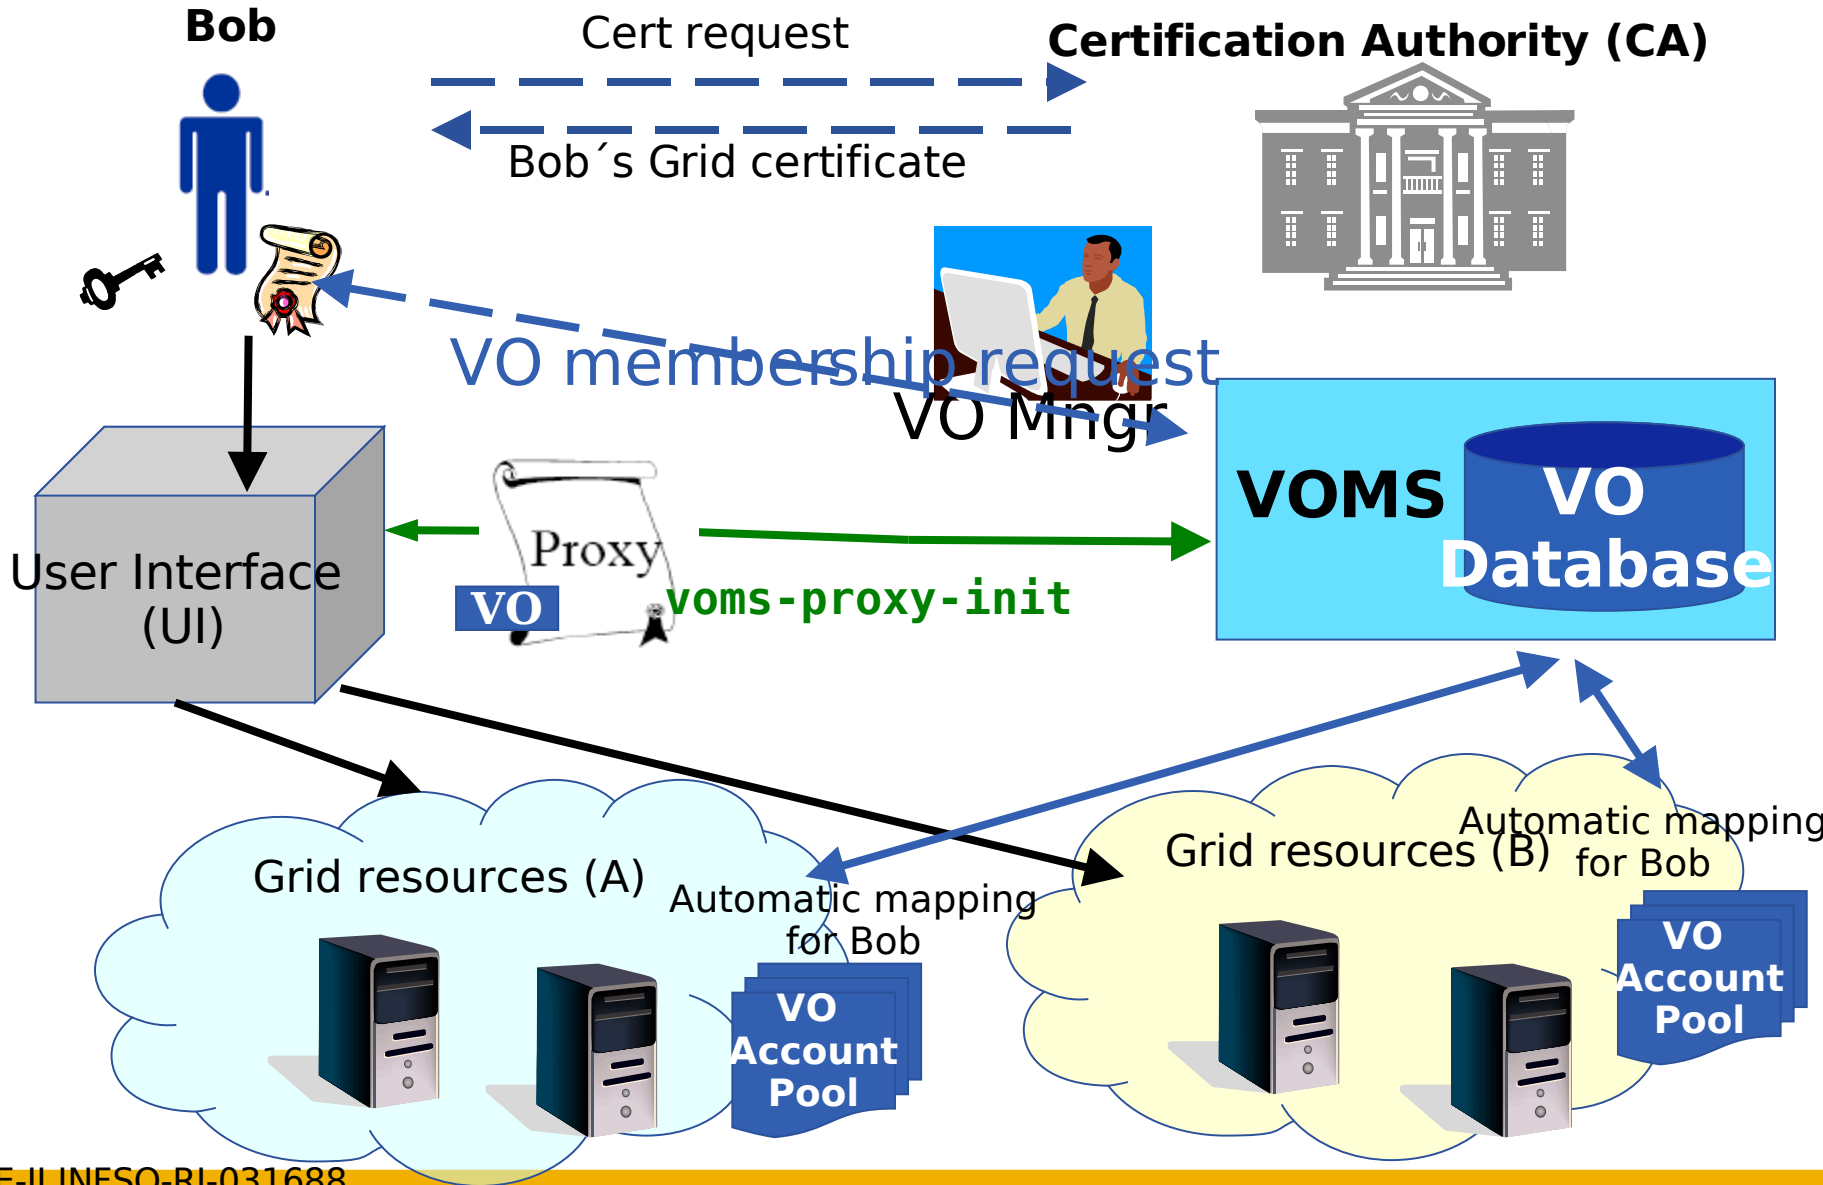 Bob
Cert request
Certification Authority (CA)
Bob´s Grid certificate
VO membership request
VO Mngr
VOMS
VO
Database
User Interface
(UI)
Proxy
VO
voms-proxy-init
Grid resources (A)
Automatic mapping
for Bob
VO
Account
Pool
Grid resources (B)
Automatic mapping
for Bob
VO
Account
Pool
E-II INFSO-RI-031688